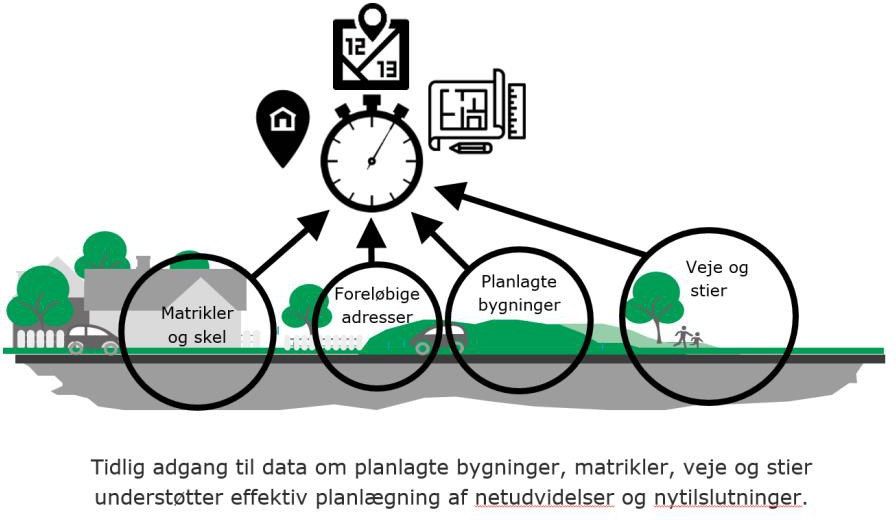 12
13
Matrikler
og skel
Foreløbige
adresser
Planlagte
bygninger
Veje og
stier
Tidlig adgang til data om planlagte bygninger, matrikler, veje og stier
understøtter effektiv planlægning af netudvidelser og nytilslutninger.